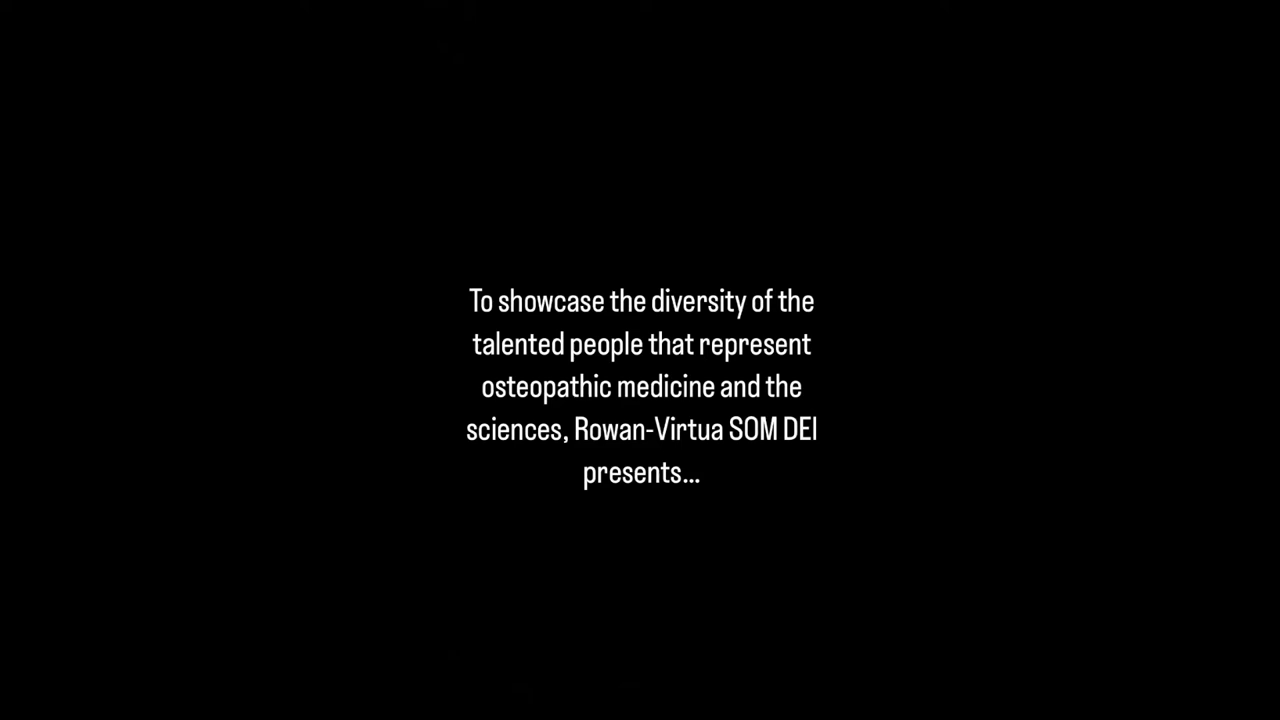 To showcase the diversity of the
talented people that represent
osteopathic medicine and the
sciences, Rowan-Virtua SOM DEI
presents...